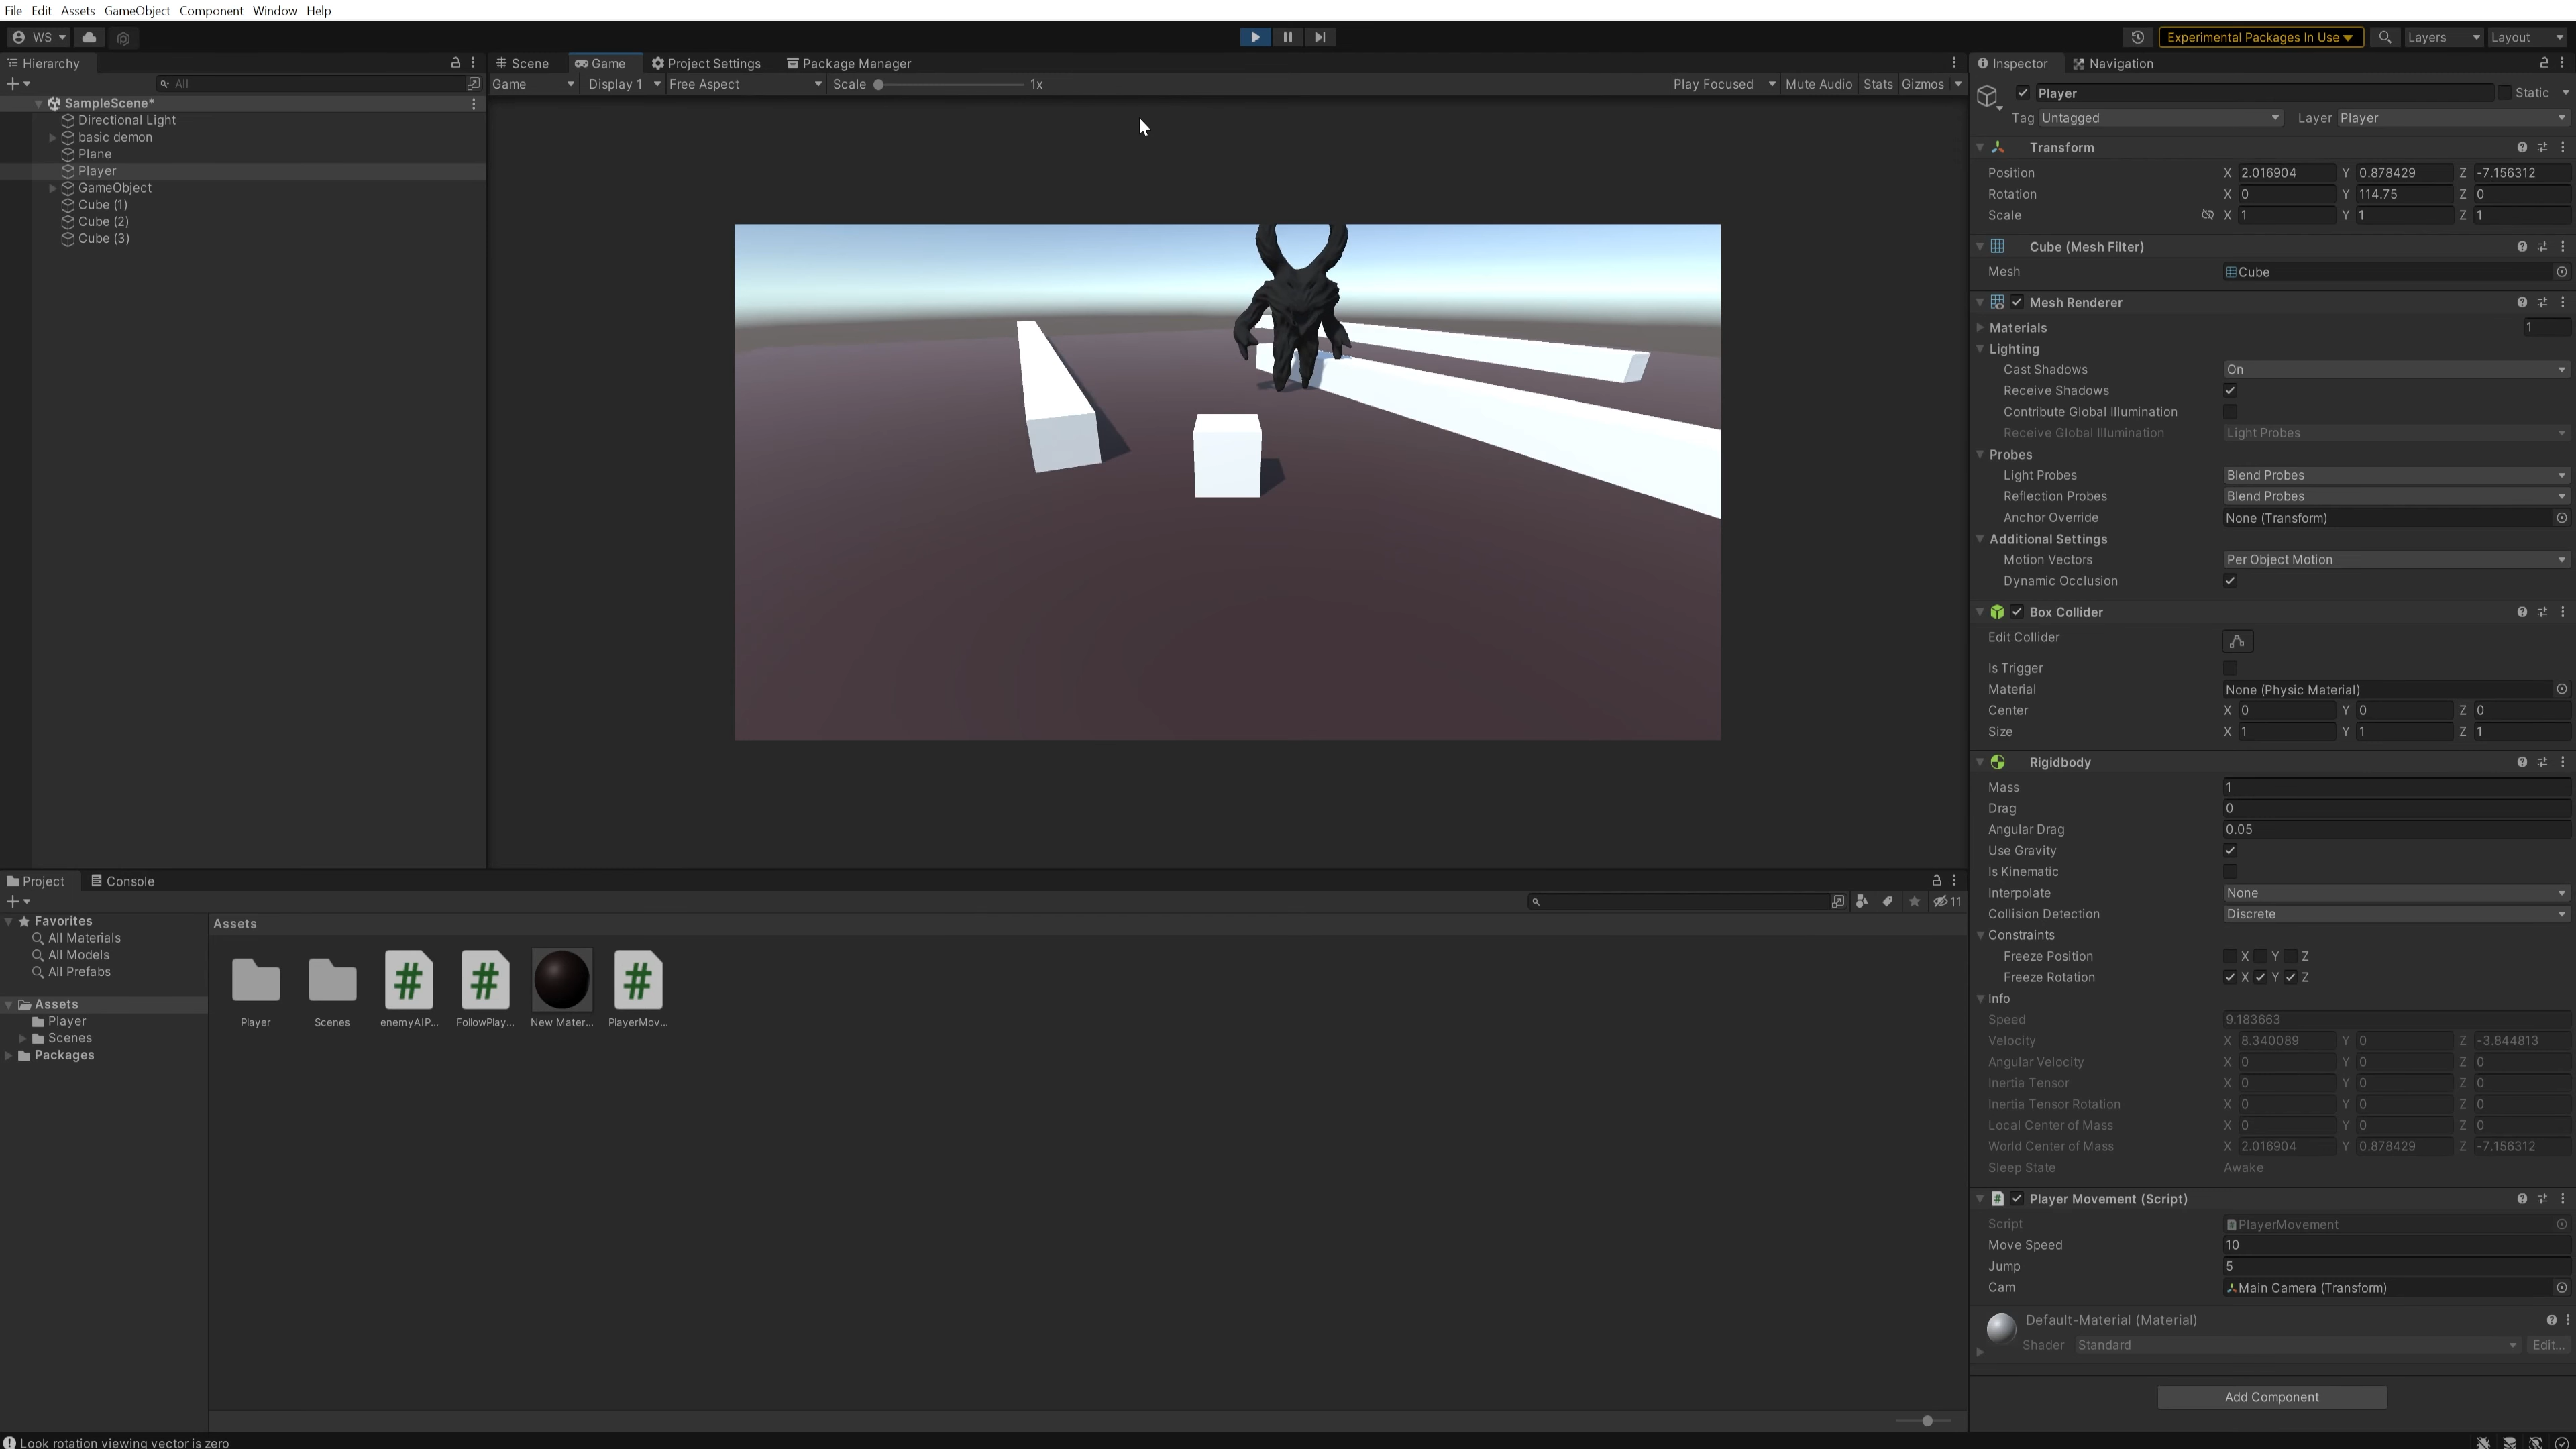 File Edit Assets GameObject Component Window Help
WS Experimental Packages In Use Layers Layout
Hierarchy
All
SampleScene*
Directional Light
basic demon
Plane
Player
GameObject
Cube (1)
Cube (2)
Cube (3)
Scene Game Project Settings Package Manager
Game Display 1 Free Aspect Scale 1x Play Focused Mute Audio Stats Gizmos
Project Console
11
Favorites
All Materials
All Models
All Prefabs
Assets
Player
Scenes
Packages
Assets
Player Scenes enemyAIP... FollowPlay... New Mater... PlayerMov...
Look rotation viewing vector is zero
Inspector Navigation
Player Static
Tag Untagged Layer Player
Transform
Position X 2.016904 Y 0.878429 Z -7.156312
Rotation X 0 Y 114.75 Z 0
Scale X 1 Y 1 Z 1
Cube (Mesh Filter)
Mesh Cube
Mesh Renderer
Materials 1
Lighting
Cast Shadows On
Receive Shadows
Contribute Global Illumination
Receive Global Illumination Light Probes
Probes
Light Probes Blend Probes
Reflection Probes Blend Probes
Anchor Override None (Transform)
Additional Settings
Motion Vectors Per Object Motion
Dynamic Occlusion
Box Collider
Edit Collider
Is Trigger
Material None (Physic Material)
Center X 0 Y 0 Z 0
Size X 1 Y 1 Z 1
Rigidbody
Mass 1
Drag 0
Angular Drag 0.05
Use Gravity
Is Kinematic
Interpolate None
Collision Detection Discrete
Constraints
Freeze Position X Y Z
Freeze Rotation X Y Z
Info
Speed 9.183663
Velocity X 8.340089 Y 0 Z -3.844813
Angular Velocity X 0 Y 0 Z 0
Inertia Tensor X 0 Y 0 Z 0
Inertia Tensor Rotation X 0 Y 0 Z 0
Local Center of Mass X 0 Y 0 Z 0
World Center of Mass X 2.016904 Y 0.878429 Z -7.156312
Sleep State Awake
Player Movement (Script)
Script PlayerMovement
Move Speed 10
Jump 5
Cam Main Camera (Transform)
Default-Material (Material)
Shader Standard Edit...
Add Component